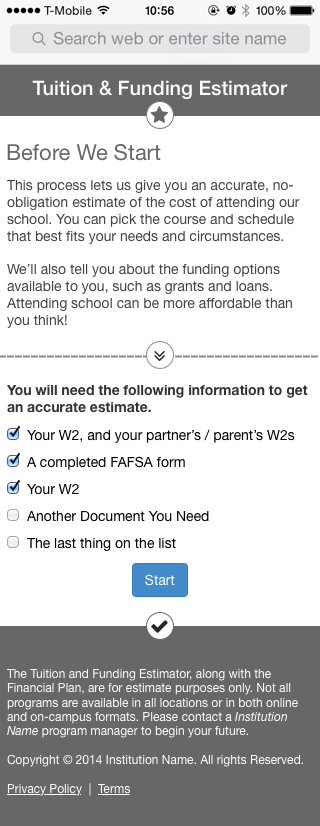 T-Mobile 10:56 100%
Search web or enter site name
Tuition & Funding Estimator
Before We Start
This process lets us give you an accurate, no-
obligation estimate of the cost of attending our
school. You can pick the course and schedule
that best fits your needs and circumstances.
We’ll also tell you about the funding options
available to you, such as grants and loans.
Attending school can be more affordable than
you think!
You will need the following information to get
an accurate estimate.
Your W2, and your partner’s / parent’s W2s
A completed FAFSA form
Your W2
Another Document You Need
The last thing on the list
Start
The Tuition and Funding Estimator, along with the
Financial Plan, are for estimate purposes only. Not all
programs are available in all locations or in both online
and on-campus formats. Please contact a Institution
Name program manager to begin your future.
Copyright © 2014 Institution Name. All rights Reserved.
Privacy Policy | Terms